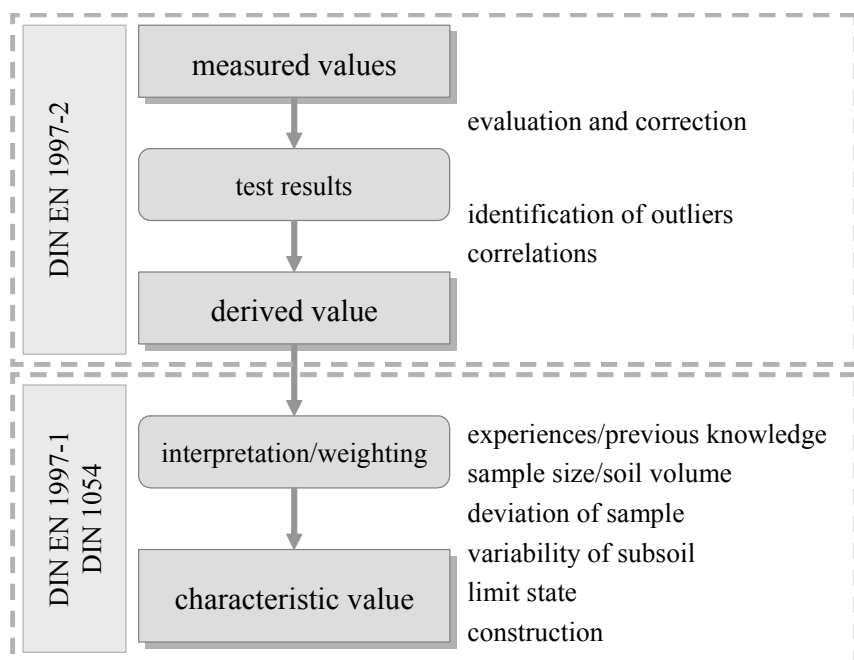 DIN EN 1997-2
measured values
evaluation and correction
test results
identification of outliers
correlations
derived value
DIN EN 1997-1
DIN 1054
interpretation/weighting
experiences/previous knowledge
sample size/soil volume
deviation of sample
variability of subsoil
limit state
construction
characteristic value